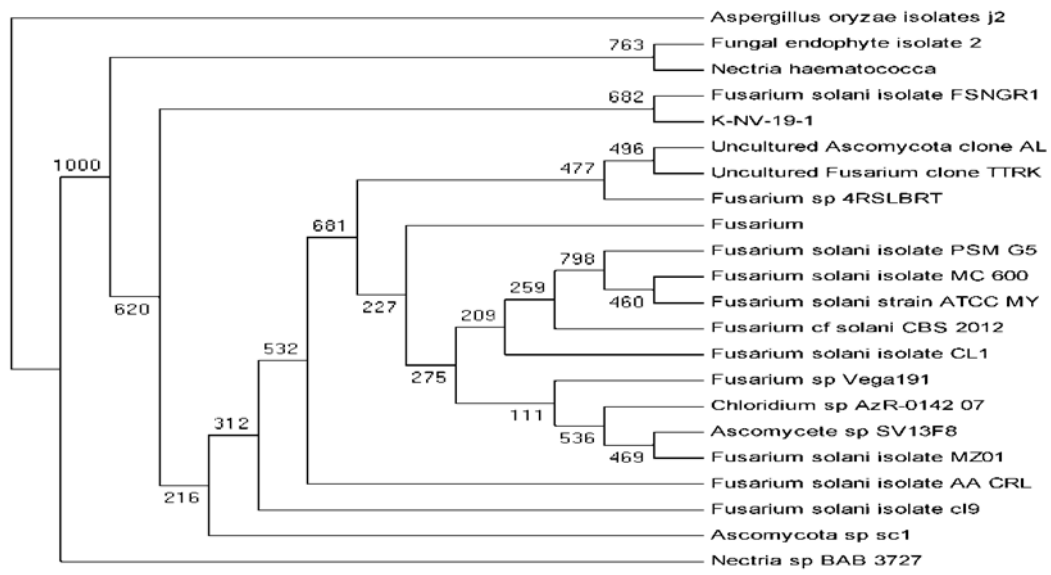 Aspergillus oryzae isolates j2
763
Fungal endophyte isolate 2
Nectria haematococca
682
Fusarium solani isolate FSNGR1
K-NV-19-1
1000
496
Uncultured Ascomycota clone AL
477
Uncultured Fusarium clone TTRK
Fusarium sp 4RSLBRT
681
Fusarium
798
Fusarium solani isolate PSM G5
259
Fusarium solani isolate MC 600
620
227
460
Fusarium solani strain ATCC MY
209
Fusarium cf solani CBS 2012
532
Fusarium solani isolate CL1
275
Fusarium sp Vega191
312
111
Chloridium sp AzR-0142 07
536
Ascomycete sp SV13F8
469
Fusarium solani isolate MZ01
216
Fusarium solani isolate AA CRL
Fusarium solani isolate cl9
Ascomycota sp sc1
Nectria sp BAB 3727